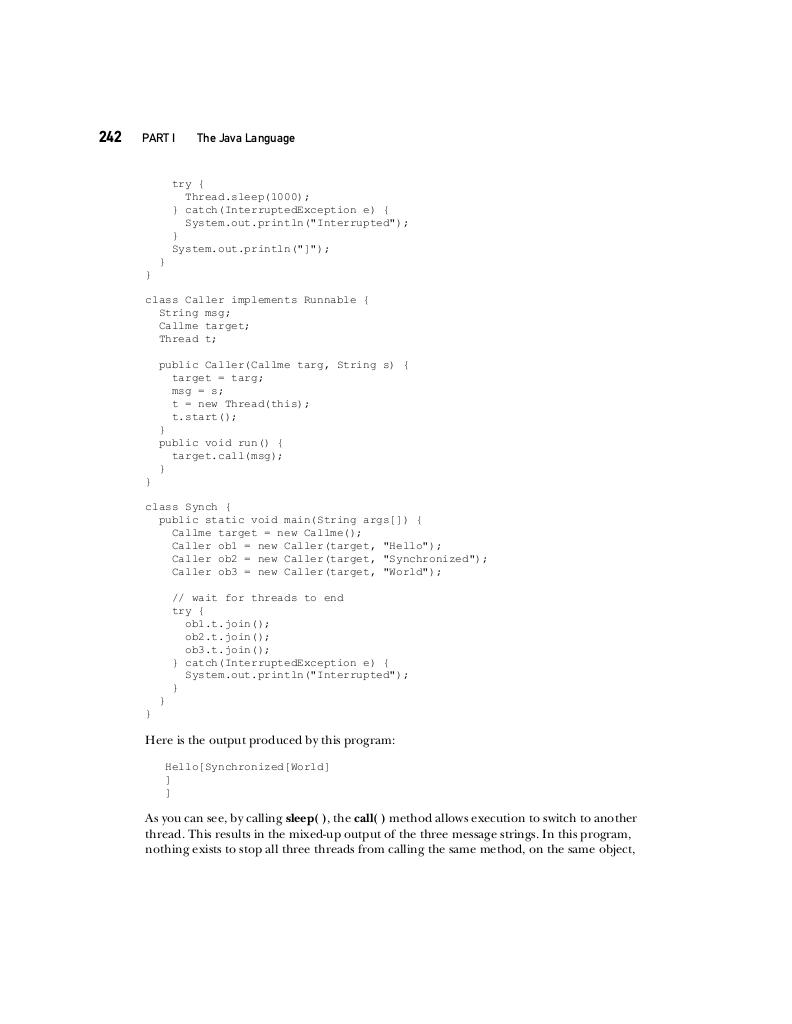 242 PART I The Java Language
try {
Thread.sleep(1000);
} catch(InterruptedException e) {
System.out.println("Interrupted");
}
System.out.println("]");
}
}
class Caller implements Runnable {
String msg;
Callme target;
Thread t;
public Caller(Callme targ, String s) {
target = targ;
msg = s;
t = new Thread(this);
t.start();
}
public void run() {
target.call(msg);
}
}
class Synch {
public static void main(String args[]) {
Callme target = new Callme();
Caller ob1 = new Caller(target, "Hello");
Caller ob2 = new Caller(target, "Synchronized");
Caller ob3 = new Caller(target, "World");
// wait for threads to end
try {
ob1.t.join();
ob2.t.join();
ob3.t.join();
} catch(InterruptedException e) {
System.out.println("Interrupted");
}
}
}
Here is the output produced by this program:
Hello[Synchronized[World]
]
]
As you can see, by calling sleep( ), the call( ) method allows execution to switch to another
thread. This results in the mixed-up output of the three message strings. In this program,
nothing exists to stop all three threads from calling the same method, on the same object,